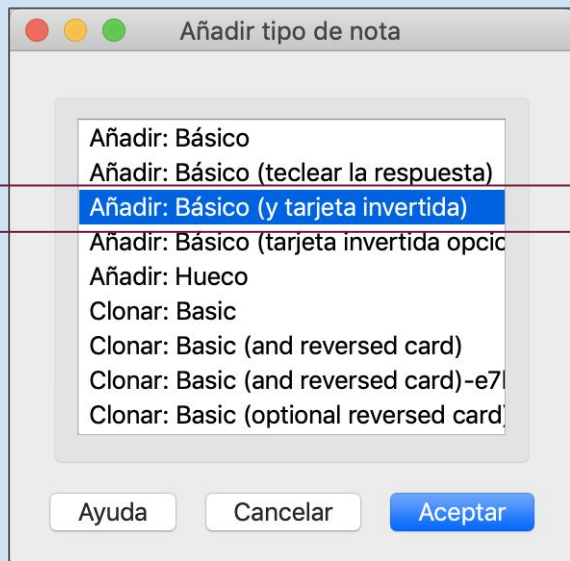 Añadir tipo de nota
Añadir: Básico
Añadir: Básico (teclear la respuesta)
Añadir: Básico (y tarjeta invertida)
Añadir: Básico (tarjeta invertida opcic
Añadir: Hueco
Clonar: Basic
Clonar: Basic (and reversed card)
Clonar: Basic (and reversed card)-e7
Clonar: Basic (optional reversed card)
Ayuda Cancelar Aceptar